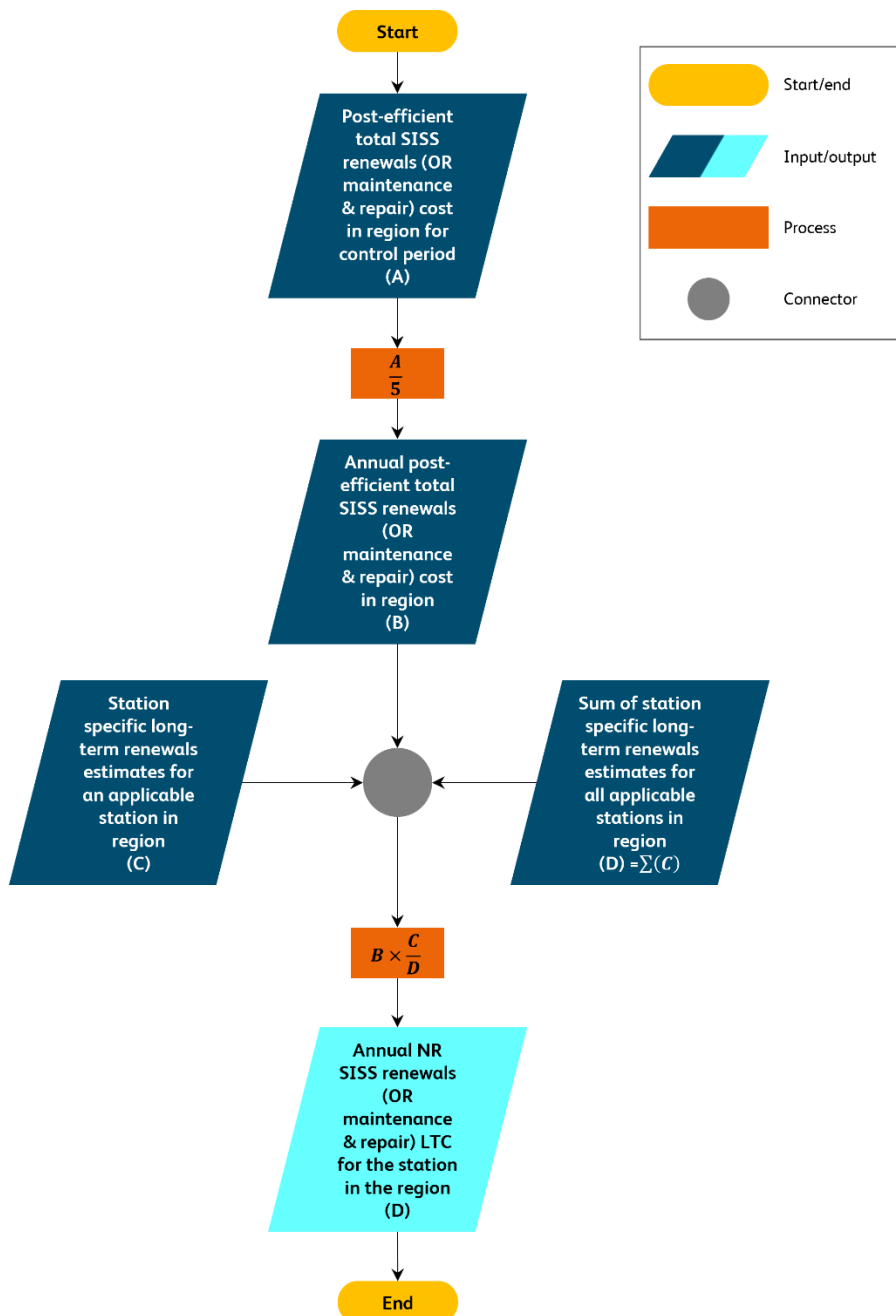 Start
Post-efficient
total SISS
renewals (OR
maintenance
& repair) cost
in region for
control period
(A)
A
5
Annual post-
efficient total
SISS renewals
(OR
maintenance
& repair) cost
in region
(B)
Station
specific long-
term renewals
estimates for
an applicable
station in
region
(C)
Sum of station
specific long-
term renewals
estimates for
all applicable
stations in
region
(D) =∑(C)
B × C
D
Annual NR
SISS renewals
(OR
maintenance
& repair) LTC
for the station
in the region
(D)
End
Start/end
Input/output
Process
Connector